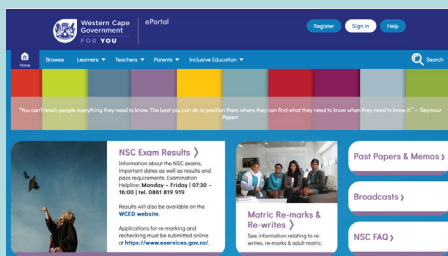 Western Cape
Government
FOR YOU
ePortal
Register
Sign in
Help
Home
Browse
Learners
Teachers
Parents
Inclusive Education
Search
"You can't teach people everything they need to know. The best you can do is position them where they can find what they need to know when they need to know it." – Seymour
Papert
NSC Exam Results
Information about the NSC exams,
important dates as well as results and
pass requirements. Examination
Helpline: Monday – Friday | 07:30 –
16:00 | tel. 0861 819 919
Results will also be available on the
WCED website.
Applications for re-marking and
rechecking must be submitted online
at https://www.eservices.gov.za/.
Matric Re-marks &
Re-writes
See information relating to re-
writes, re-marks & adult matric.
Past Papers & Memos
Broadcasts
NSC FAQ